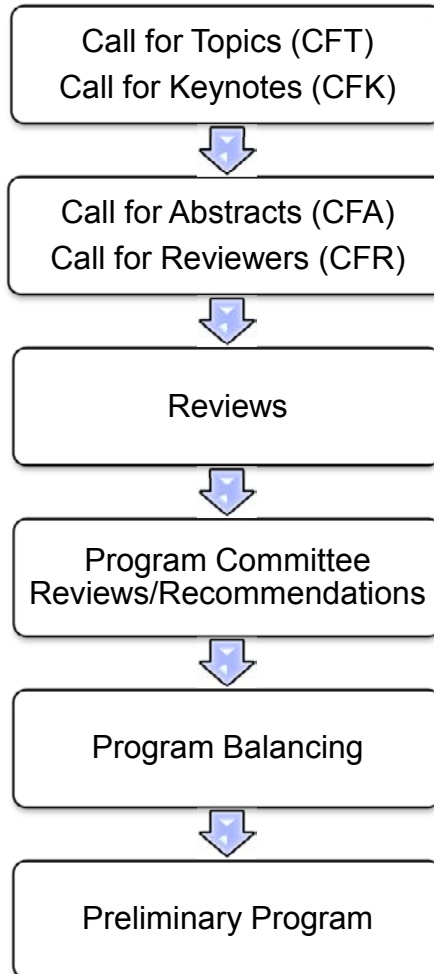 Call for Topics (CFT)
Call for Keynotes (CFK)
Call for Abstracts (CFA)
Call for Reviewers (CFR)
Reviews
Program Committee
Reviews/Recommendations
Program Balancing
Preliminary Program